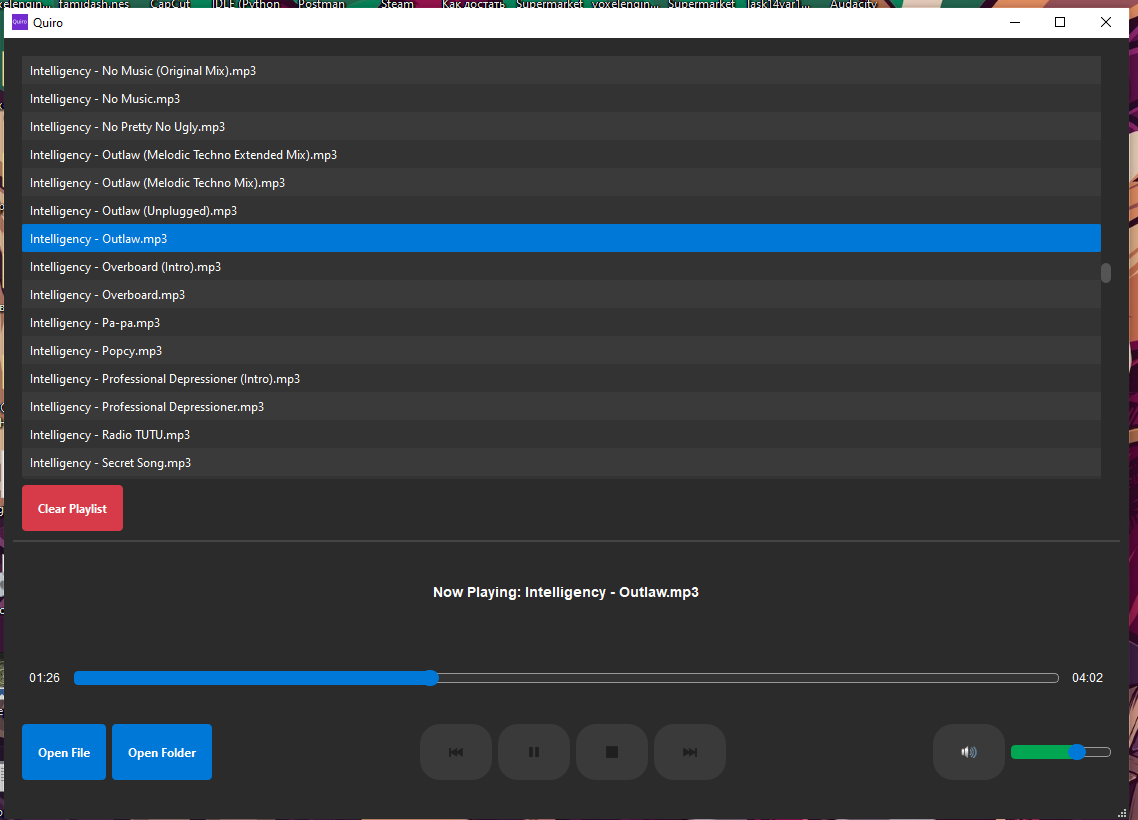 famidash.nes CapCut IDLE (Python Postman Steam Как достать Supermarket voxelengin... Supermarket Task14var1... Audacity
Quiro Quiro
Intelligency - No Music (Original Mix).mp3
Intelligency - No Music.mp3
Intelligency - No Pretty No Ugly.mp3
Intelligency - Outlaw (Melodic Techno Extended Mix).mp3
Intelligency - Outlaw (Melodic Techno Mix).mp3
Intelligency - Outlaw (Unplugged).mp3
Intelligency - Outlaw.mp3
Intelligency - Overboard (Intro).mp3
Intelligency - Overboard.mp3
Intelligency - Pa-pa.mp3
Intelligency - Popcy.mp3
Intelligency - Professional Depressioner (Intro).mp3
Intelligency - Professional Depressioner.mp3
Intelligency - Radio TUTU.mp3
Intelligency - Secret Song.mp3
Clear Playlist
Now Playing: Intelligency - Outlaw.mp3
01:26 04:02
Open File Open Folder